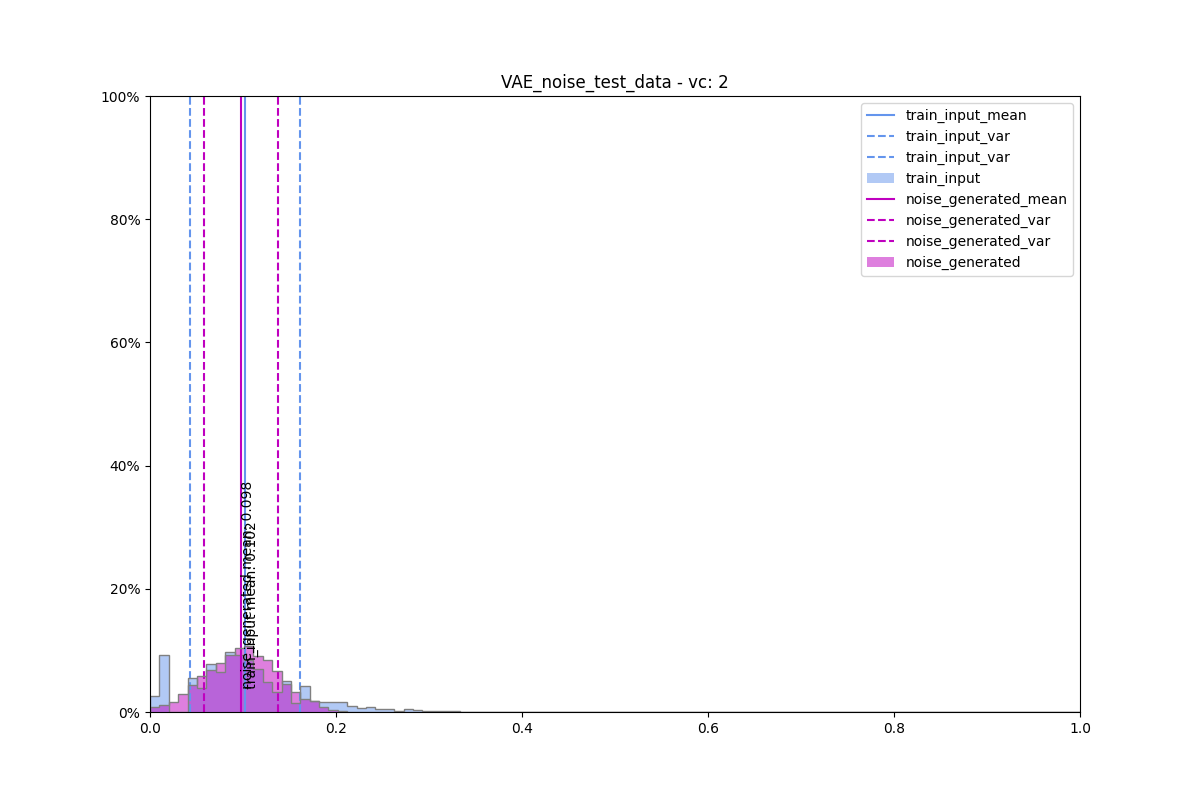 VAE_noise_test_data - vc: 2
100%
80%
60%
40%
20%
0%
0.0
0.2
0.4
0.6
0.8
1.0
train_input_mean
train_input_var
train_input_var
train_input
noise_generated_mean
noise_generated_var
noise_generated_var
noise_generated
noise_generated_mean: 0.098
train_input mean: 0.102